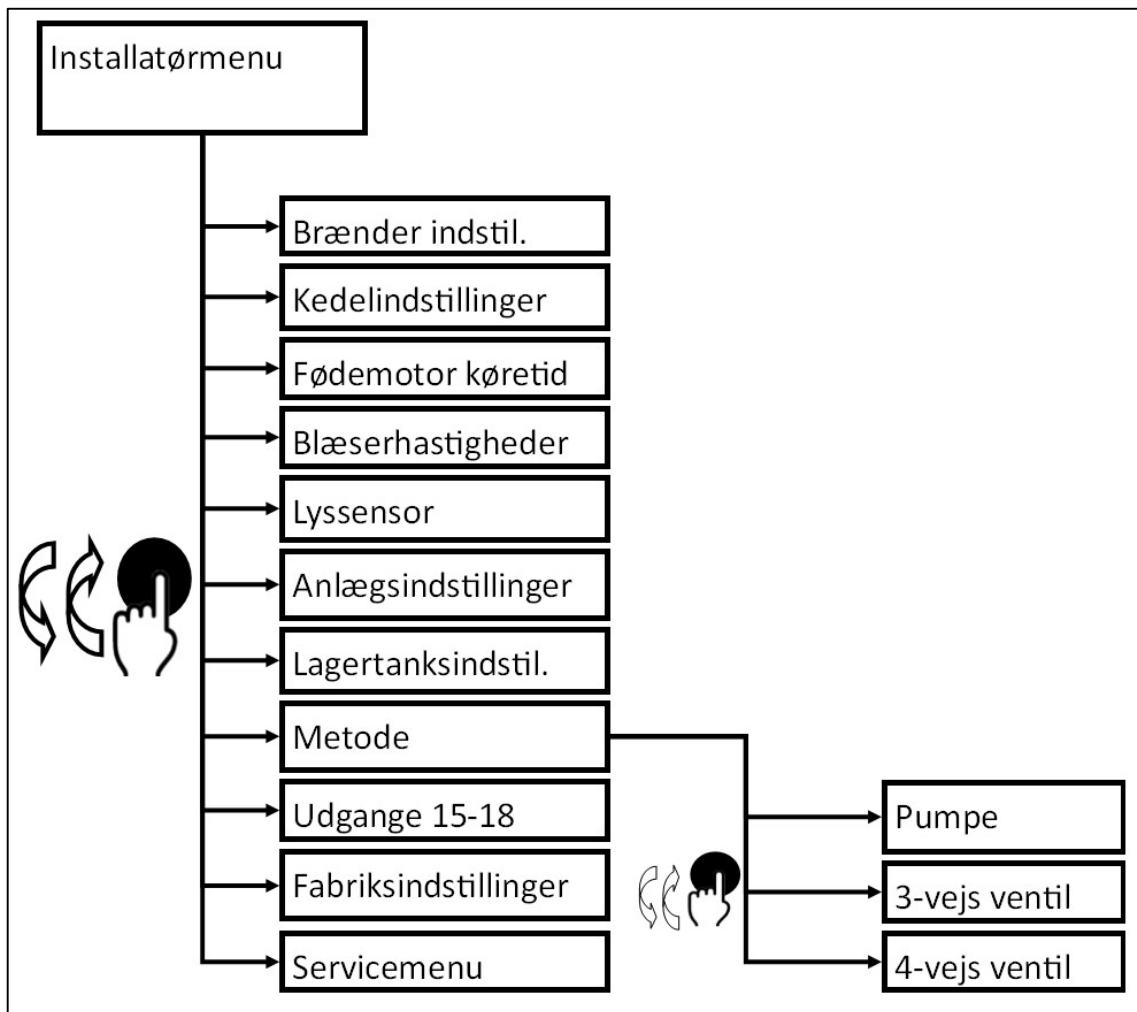 Installatørmenu
Brænder indstil.
Kedelindstillinger
Fødemotor køretid
Blæserhastigheder
Lyssensor
Anlægsindstillinger
Lagertanksindstil.
Metode
Udgange 15-18
Fabriksindstillinger
Servicemenu
Pumpe
3-vejs ventil
4-vejs ventil